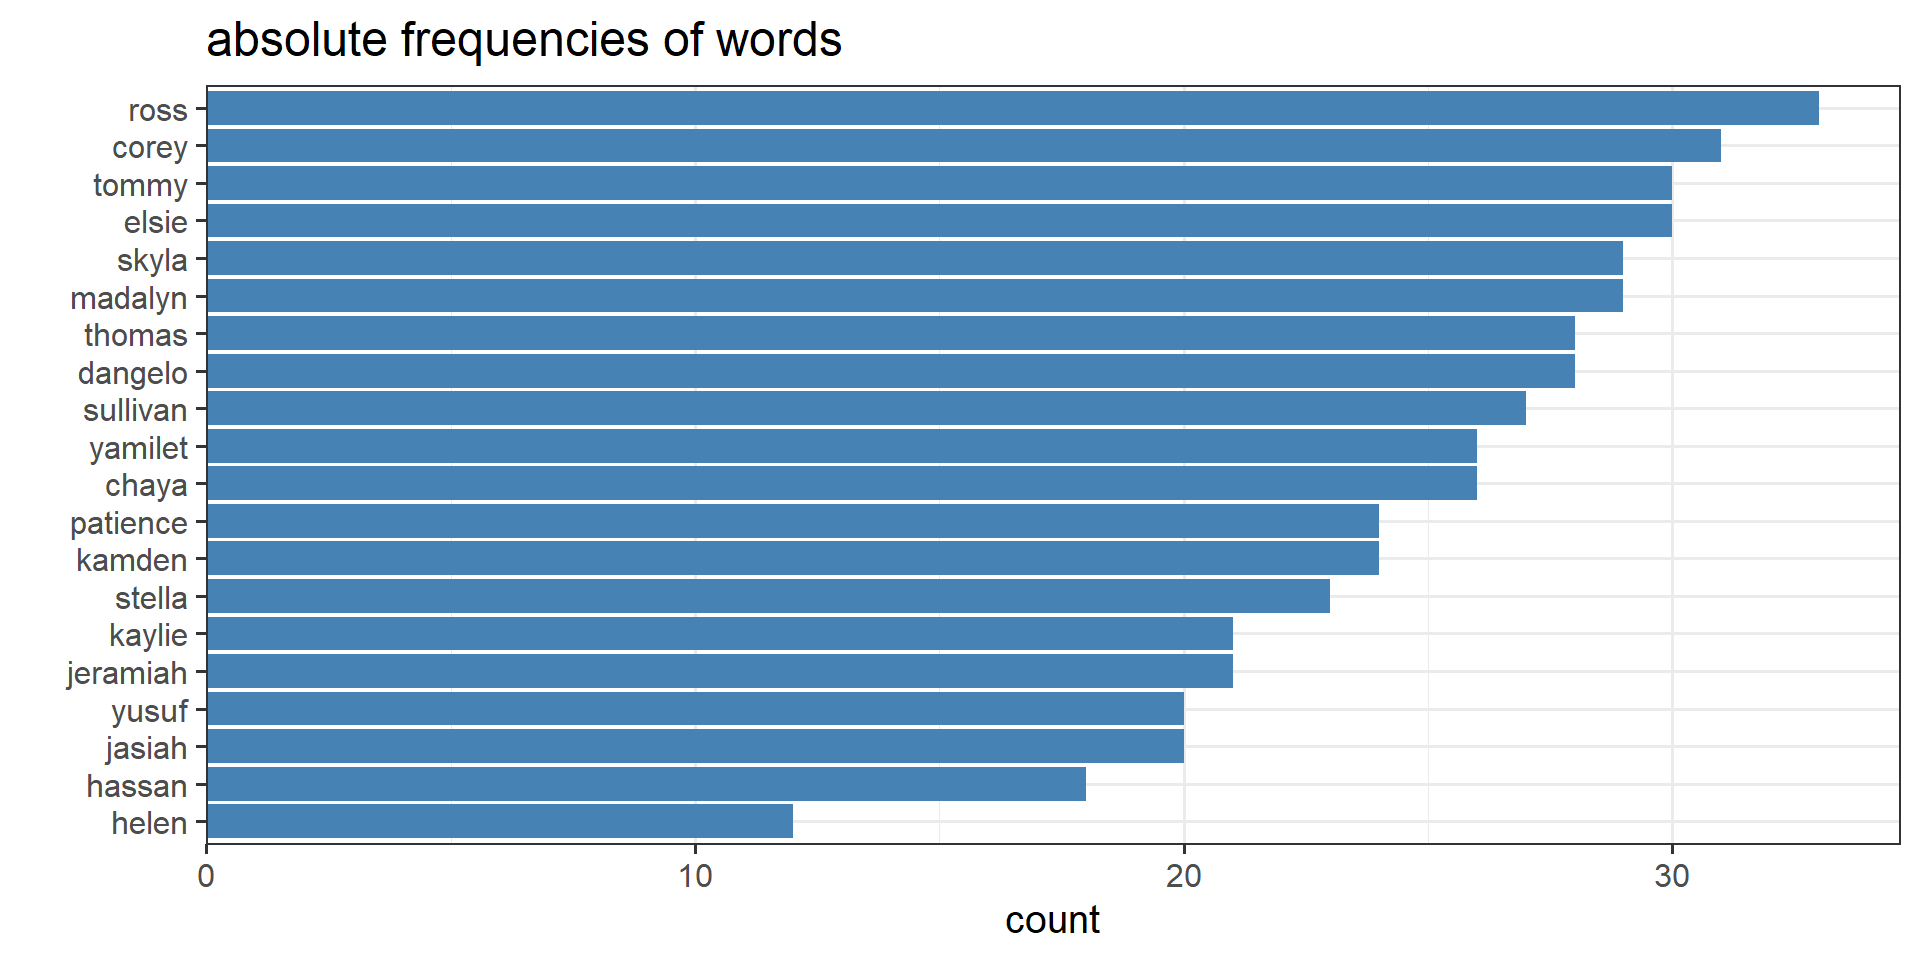 absolute frequencies of words
ross
corey
tommy
elsie
skyla
madalyn
thomas
dangelo
sullivan
yamilet
chaya
patience
kamden
stella
kaylie
jeramiah
yusuf
jasiah
hassan
helen
0 10 20 30
count